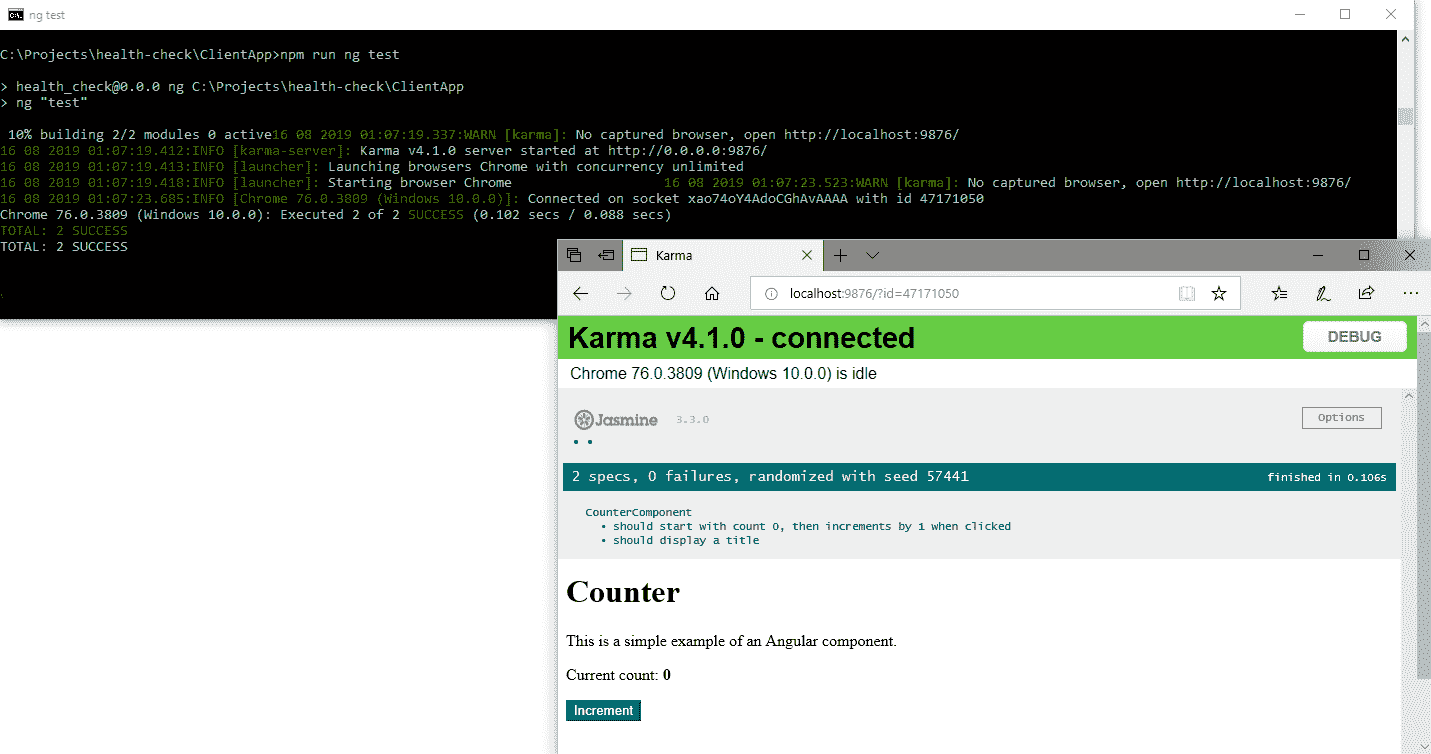 ng test
C:\Projects\health-check\ClientApp>npm run ng test
> health_check@0.0.0 ng C:\Projects\health-check\ClientApp
> ng "test"
10% building 2/2 modules 0 active16 08 2019 01:07:19.337:WARN [karma]: No captured browser, open http://localhost:9876/
16 08 2019 01:07:19.412:INFO [karma-server]: Karma v4.1.0 server started at http://0.0.0.0:9876/
16 08 2019 01:07:19.413:INFO [launcher]: Launching browsers Chrome with concurrency unlimited
16 08 2019 01:07:19.418:INFO [launcher]: Starting browser Chrome 16 08 2019 01:07:23.523:WARN [karma]: No captured browser, open http://localhost:9876/
16 08 2019 01:07:23.685:INFO [Chrome 76.0.3809 (Windows 10.0.0)]: Connected on socket xao74oY4AdoCGhAvAAAA with id 47171050
Chrome 76.0.3809 (Windows 10.0.0): Executed 2 of 2 SUCCESS (0.102 secs / 0.088 secs)
TOTAL: 2 SUCCESS
TOTAL: 2 SUCCESS
Karma
localhost:9876/?id=47171050
Karma v4.1.0 - connected
DEBUG
Chrome 76.0.3809 (Windows 10.0.0) is idle
Jasmine 3.3.0
Options
2 specs, 0 failures, randomized with seed 57441
finished in 0.106s
CounterComponent
• should start with count 0, then increments by 1 when clicked
• should display a title
Counter
This is a simple example of an Angular component.
Current count: 0
Increment